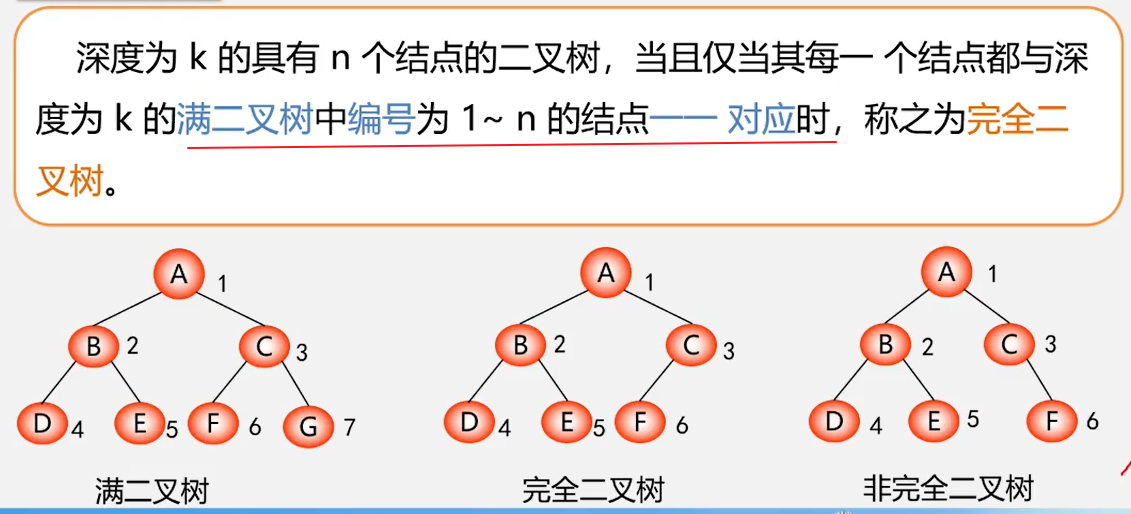 深度为 k 的具有 n 个结点的二叉树，当且仅当其每一 个结点都与深
度为 k 的满二叉树中编号为 1~ n 的结点一一 对应时，称之为完全二
叉树。
A 1 A 1 A 1
B 2 C 3 B 2 C 3 B 2 C 3
D 4 E 5 F 6 G 7 D 4 E 5 F 6 D 4 E 5 F 6
满二叉树 完全二叉树 非完全二叉树